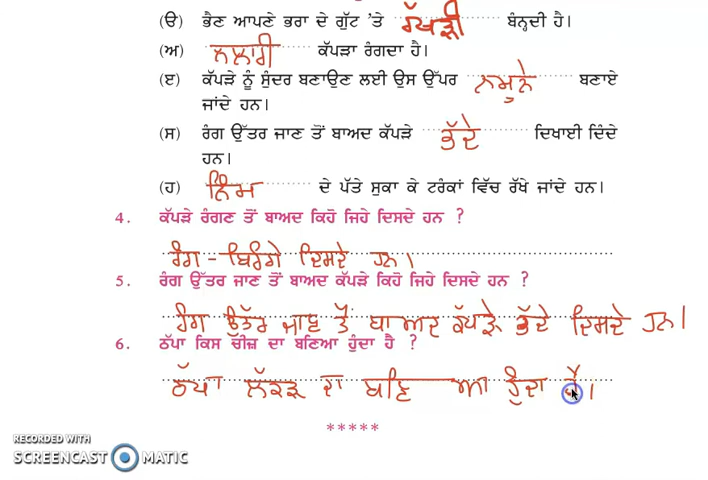 (ੳ) ਭੈਣ ਆਪਣੇ ਭਰਾ ਦੇ ਗੁੱਟ 'ਤੇ ਰੱਖੜੀ ਬੰਨ੍ਹਦੀ ਹੈ।
(ਅ) ਲਲਾਰੀ ਕੱਪੜਾ ਰੰਗਦਾ ਹੈ।
(ੲ) ਕੱਪੜੇ ਨੂੰ ਸੁੰਦਰ ਬਣਾਉਣ ਲਈ ਉਸ ਉੱਪਰ ਨਮੂਨੇ ਬਣਾਏ
ਜਾਂਦੇ ਹਨ।
(ਸ) ਰੰਗ ਉੱਤਰ ਜਾਣ ਤੋਂ ਬਾਅਦ ਕੱਪੜੇ ਭੱਦੇ ਦਿਖਾਈ ਦਿੰਦੇ
ਹਨ।
(ਹ) ਨਿੰਮ ਦੇ ਪੱਤੇ ਸੁਕਾ ਕੇ ਟਰੰਕਾਂ ਵਿੱਚ ਰੱਖੇ ਜਾਂਦੇ ਹਨ।
4. ਕੱਪੜੇ ਰੰਗਣ ਤੋਂ ਬਾਅਦ ਕਿਹੋ ਜਿਹੇ ਦਿਸਦੇ ਹਨ ?
ਰੰਗ - ਬਿਰੰਗੇ ਦਿਸਦੇ ਹਨ।
5. ਰੰਗ ਉੱਤਰ ਜਾਣ ਤੋਂ ਬਾਅਦ ਕੱਪੜੇ ਕਿਹੋ ਜਿਹੇ ਦਿਸਦੇ ਹਨ ?
ਰੰਗ ਉੱਤਰ ਜਾਣ ਤੋਂ ਬਾਅਦ ਕੱਪੜੇ ਭੱਦੇ ਦਿਸਦੇ ਹਨ।
6. ਠੱਪਾ ਕਿਸ ਚੀਜ਼ ਦਾ ਬਣਿਆ ਹੁੰਦਾ ਹੈ ?
ਠੱਪਾ ਲੱਕੜ ਦਾ ਬਣਿ ਆ ਹੁੰਦਾ ਹੈ।
*****
RECORDED WITH
SCREENCAST MATIC